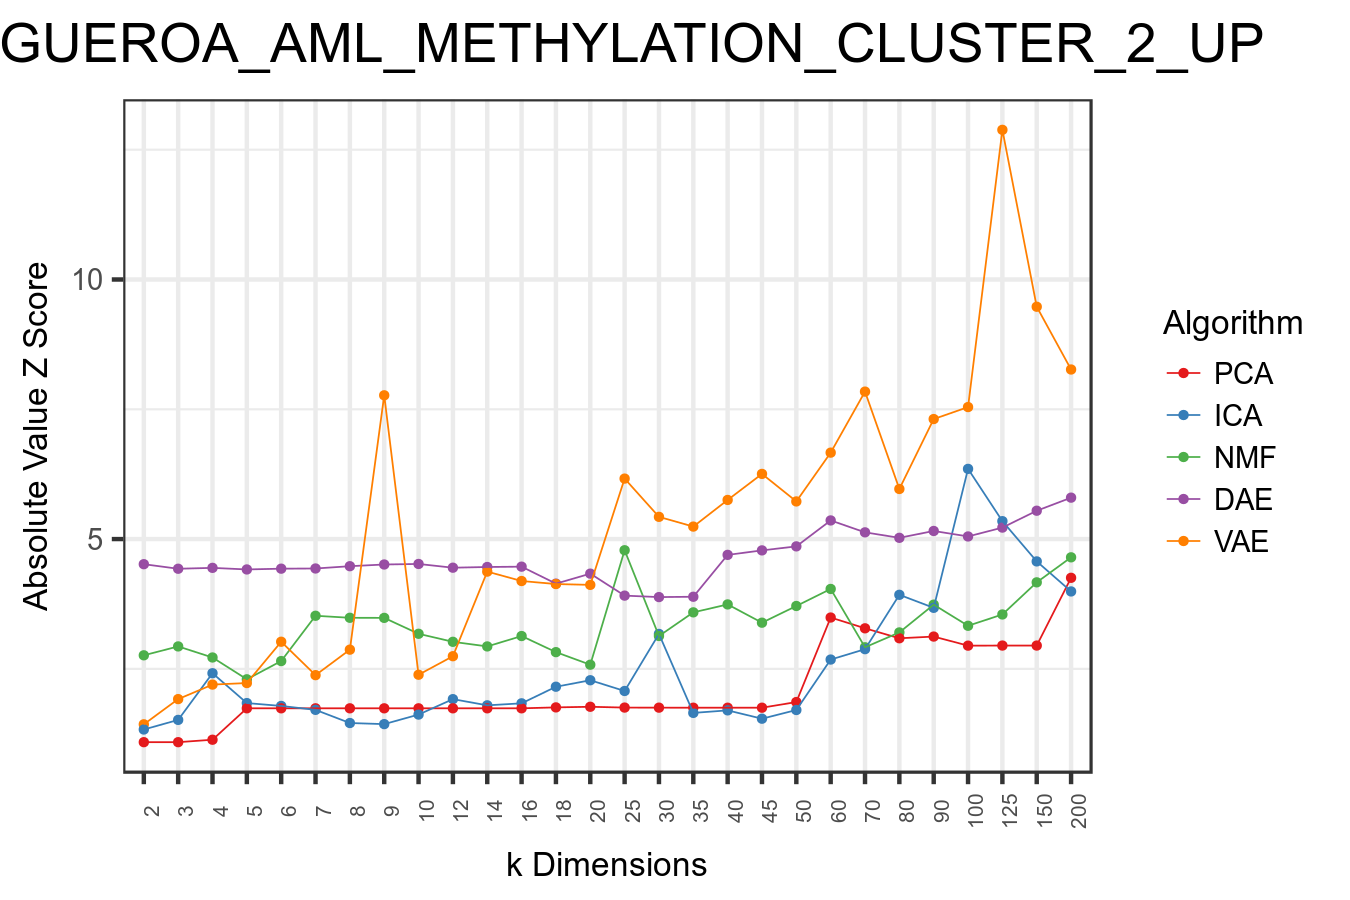 GUEROA_AML_METHYLATION_CLUSTER_2_UP
Absolute Value Z Score
10
5
2 3 4 5 6 7 8 9 10 12 14 16 18 20 25 30 35 40 45 50 60 70 80 90 100 125 150 200
k Dimensions
Algorithm
PCA
ICA
NMF
DAE
VAE